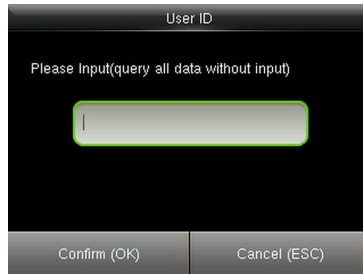 User ID
Please Input(query all data without input)
Confirm (OK)
Cancel (ESC)